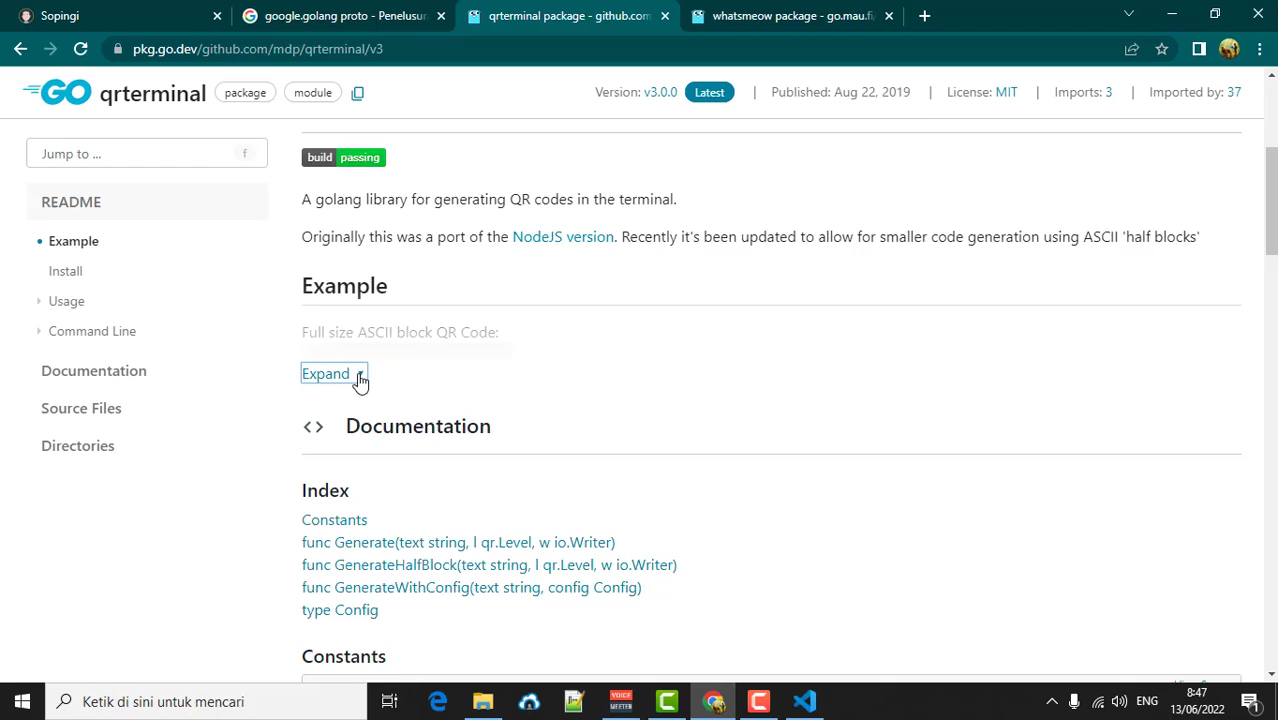 Sopingi
google.golang proto - Penelusuru
qrterminal package - github.com
whatsmeow package - go.mau.fi
pkg.go.dev/github.com/mdp/qrterminal/v3
GO qrterminal package module
Version: v3.0.0 Latest | Published: Aug 22, 2019 | License: MIT | Imports: 3 | Imported by: 37
Jump to ... f
README
Example
Install
Usage
Command Line
Documentation
Source Files
Directories
build passing
A golang library for generating QR codes in the terminal.
Originally this was a port of the NodeJS version. Recently it's been updated to allow for smaller code generation using ASCII 'half blocks'
Example
Full size ASCII block QR Code:
Expand
Documentation
Index
Constants
func Generate(text string, l qr.Level, w io.Writer)
func GenerateHalfBlock(text string, l qr.Level, w io.Writer)
func GenerateWithConfig(text string, config Config)
type Config
Constants
Ketik di sini untuk mencari
VOICE
MEETER
ENG
8:47
13/06/2022
1